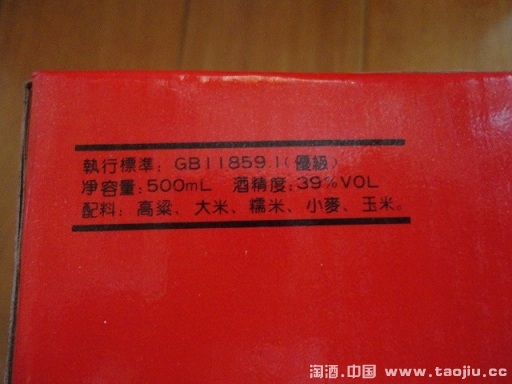 執行標準：GB11859.1(優級)
净容量:500mL 酒精度:39%VOL
配料：高粱、大米、糯米、小麥、玉米。
淘酒.中国 www.taojiu.cc